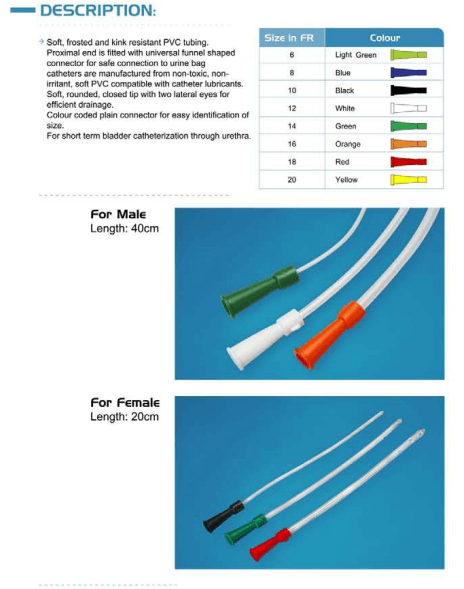 DESCRIPTION:
Soft, frosted and kink resistant PVC tubing.
Proximal end is fitted with universal funnel shaped
connector for safe connection to urine bag
catheters are manufactured from non-toxic, non-
irritant, soft PVC compatible with catheter lubricants.
Soft, rounded, closed tip with two lateral eyes for
efficient drainage.
Colour coded plain connector for easy identification of
size.
For short term bladder catheterization through urethra.
Size in FR Colour
6 Light Green
8 Blue
10 Black
12 White
14 Green
16 Orange
18 Red
20 Yellow
For Male
Length: 40cm
For Female
Length: 20cm